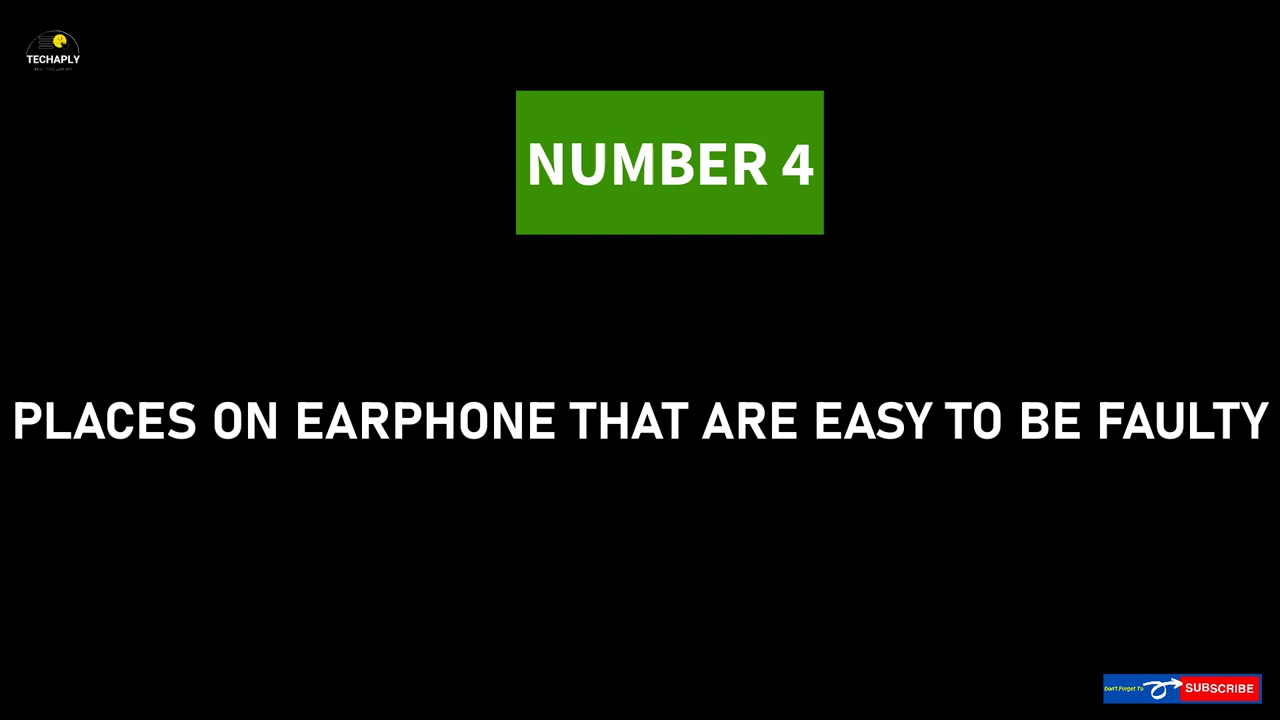 TECHAPLY
NUMBER 4
PLACES ON EARPHONE THAT ARE EASY TO BE FAULTY
Don't Forget To SUBSCRIBE